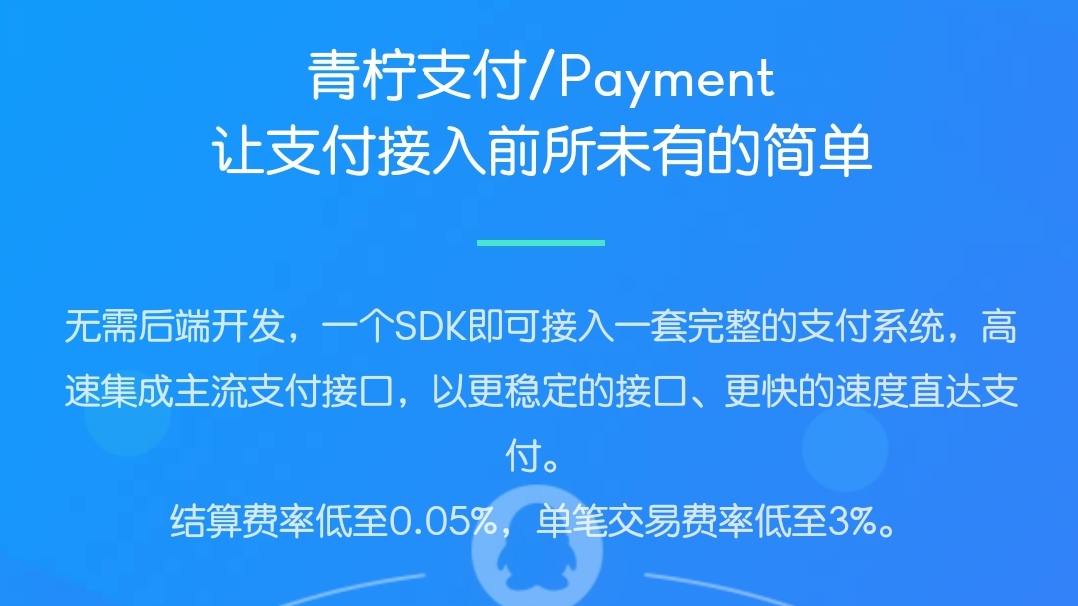 青柠支付/Payment
让支付接入前所未有的简单
无需后端开发，一个SDK即可接入一套完整的支付系统，高
速集成主流支付接口，以更稳定的接口、更快的速度直达支
付。
结算费率低至0.05%，单笔交易费率低至3%。